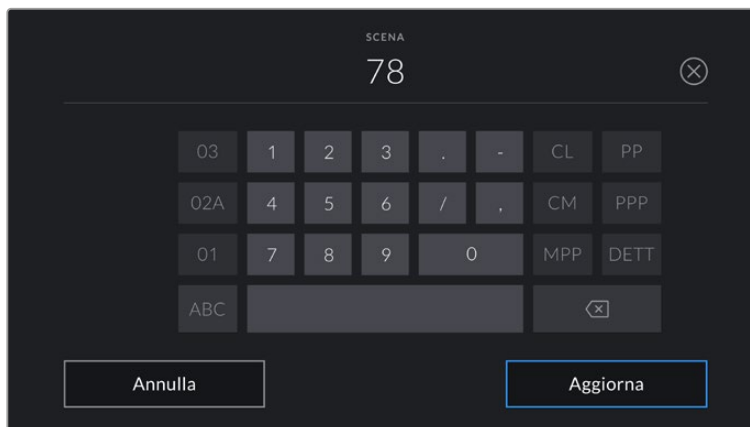 SCENA
78
03 1 2 3 . - CL PP
02A 4 5 6 / , CM PPP
01 7 8 9 0 MPP DETT
ABC
Annulla Aggiorna